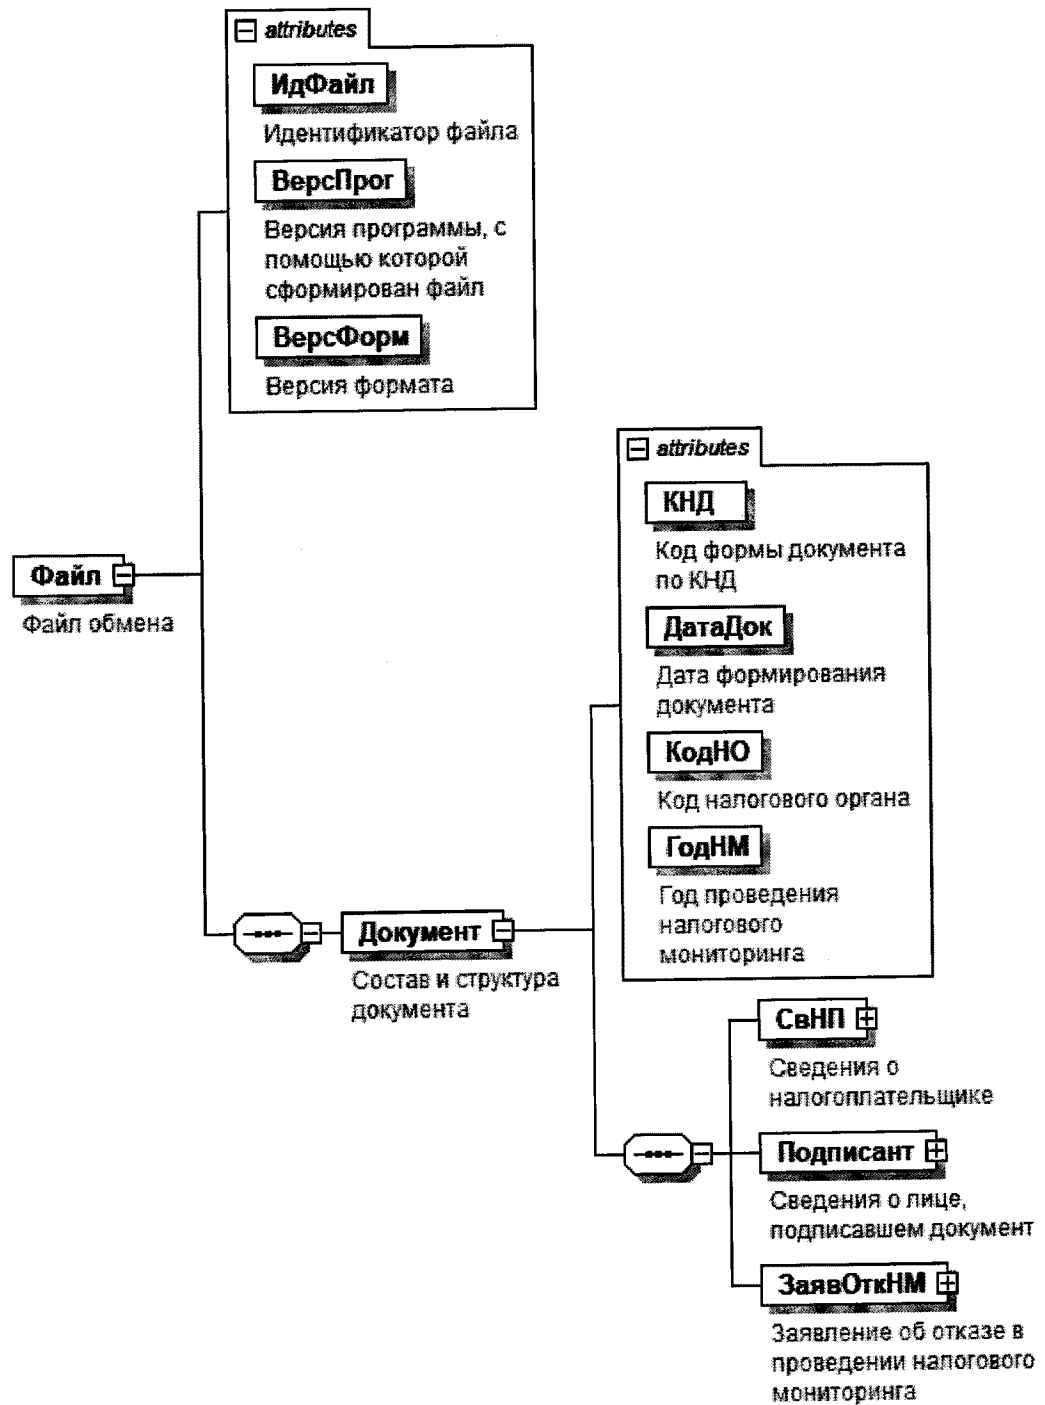 attributes
ИдФайл
Идентификатор файла
ВерсПрог
Версия программы, с
помощью которой
сформирован файл
ВерсФорм
Версия формата
Файл
Файл обмена
attributes
КНД
Код формы документа
по КНД
ДатаДок
Дата формирования
документа
КодНО
Код налогового органа
ГодНМ
Год проведения
налогового
мониторинга
Документ
Состав и структура
документа
СвНП
Сведения о
налогоплательщике
Подписант
Сведения о лице,
подписавшем документ
ЗаявОткНМ
Заявление об отказе в
проведении налогового
мониторинга